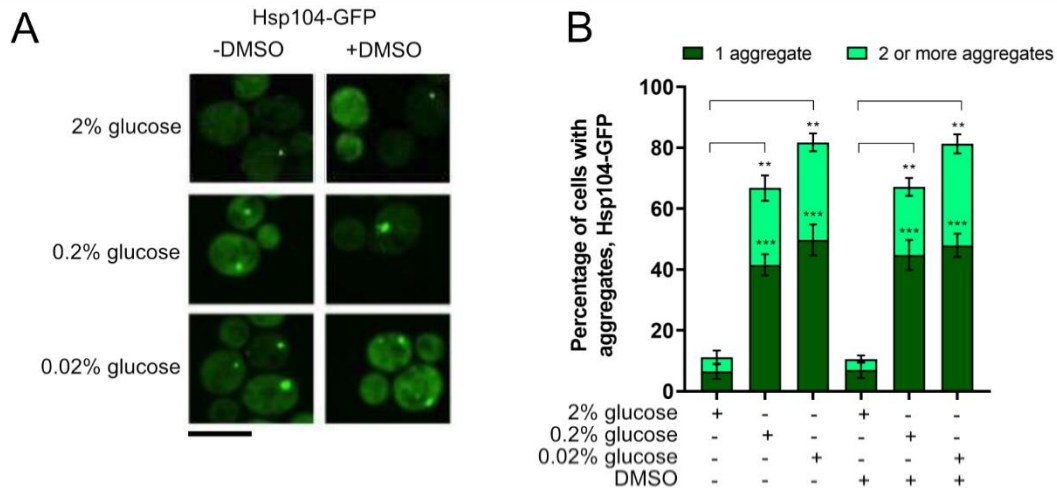 A
Hsp104-GFP
-DMSO +DMSO
2% glucose
0.2% glucose
0.02% glucose
B
1 aggregate 2 or more aggregates
Percentage of cells with
aggregates, Hsp104-GFP
100
80
60
40
20
0
** ** ** **
*** *** *** ***
2% glucose + - - + - -
0.2% glucose - + - - + -
0.02% glucose - - + - - +
DMSO - - - + + +